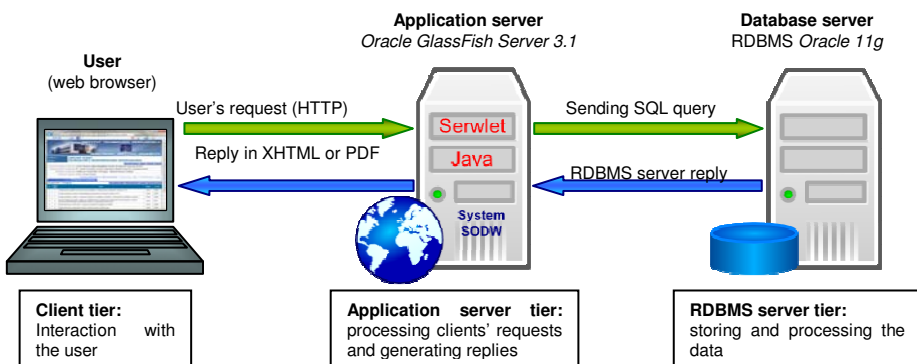 Application server
Oracle GlassFish Server 3.1
Database server
RDBMS Oracle 11g
User
(web browser)
User's request (HTTP)
Sending SQL query
Serwlet
Reply in XHTML or PDF
Java
RDBMS server reply
System
SODW
Client tier:
Interaction with
the user
Application server tier:
processing clients' requests
and generating replies
RDBMS server tier:
storing and processing the
data